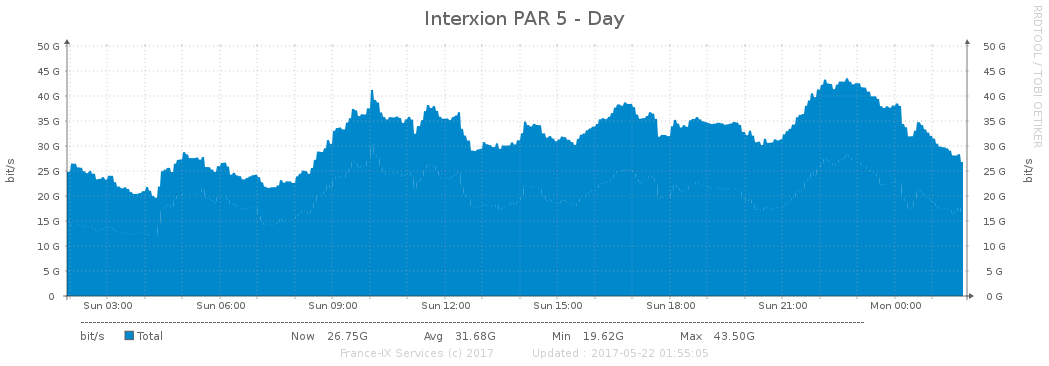 Interxion PAR 5 - Day
RRDTOOL / TOBI OETIKER
bit/s
50 G 50 G
45 G 45 G
40 G 40 G
35 G 35 G
30 G 30 G
25 G 25 G
20 G 20 G
15 G 15 G
10 G 10 G
5 G 5 G
0 0 G
bit/s
Sun 03:00 Sun 06:00 Sun 09:00 Sun 12:00 Sun 15:00 Sun 18:00 Sun 21:00 Mon 00:00
bit/s Total Now 26.75G Avg 31.68G Min 19.62G Max 43.50G
France-IX Services (c) 2017 Updated : 2017-05-22 01:55:05